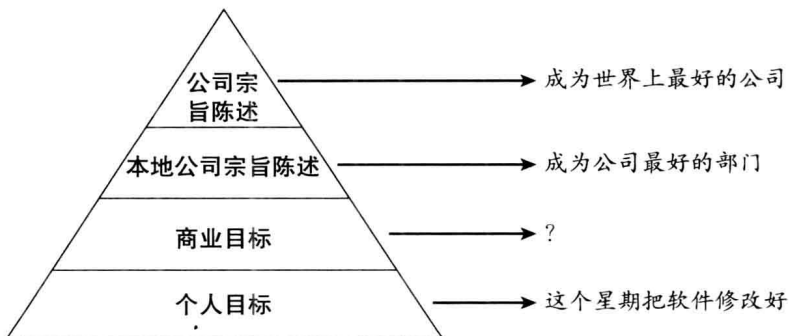 公司宗
旨陈述
成为世界上最好的公司
本地公司宗旨陈述
成为公司最好的部门
商业目标
?
个人目标
这个星期把软件修改好